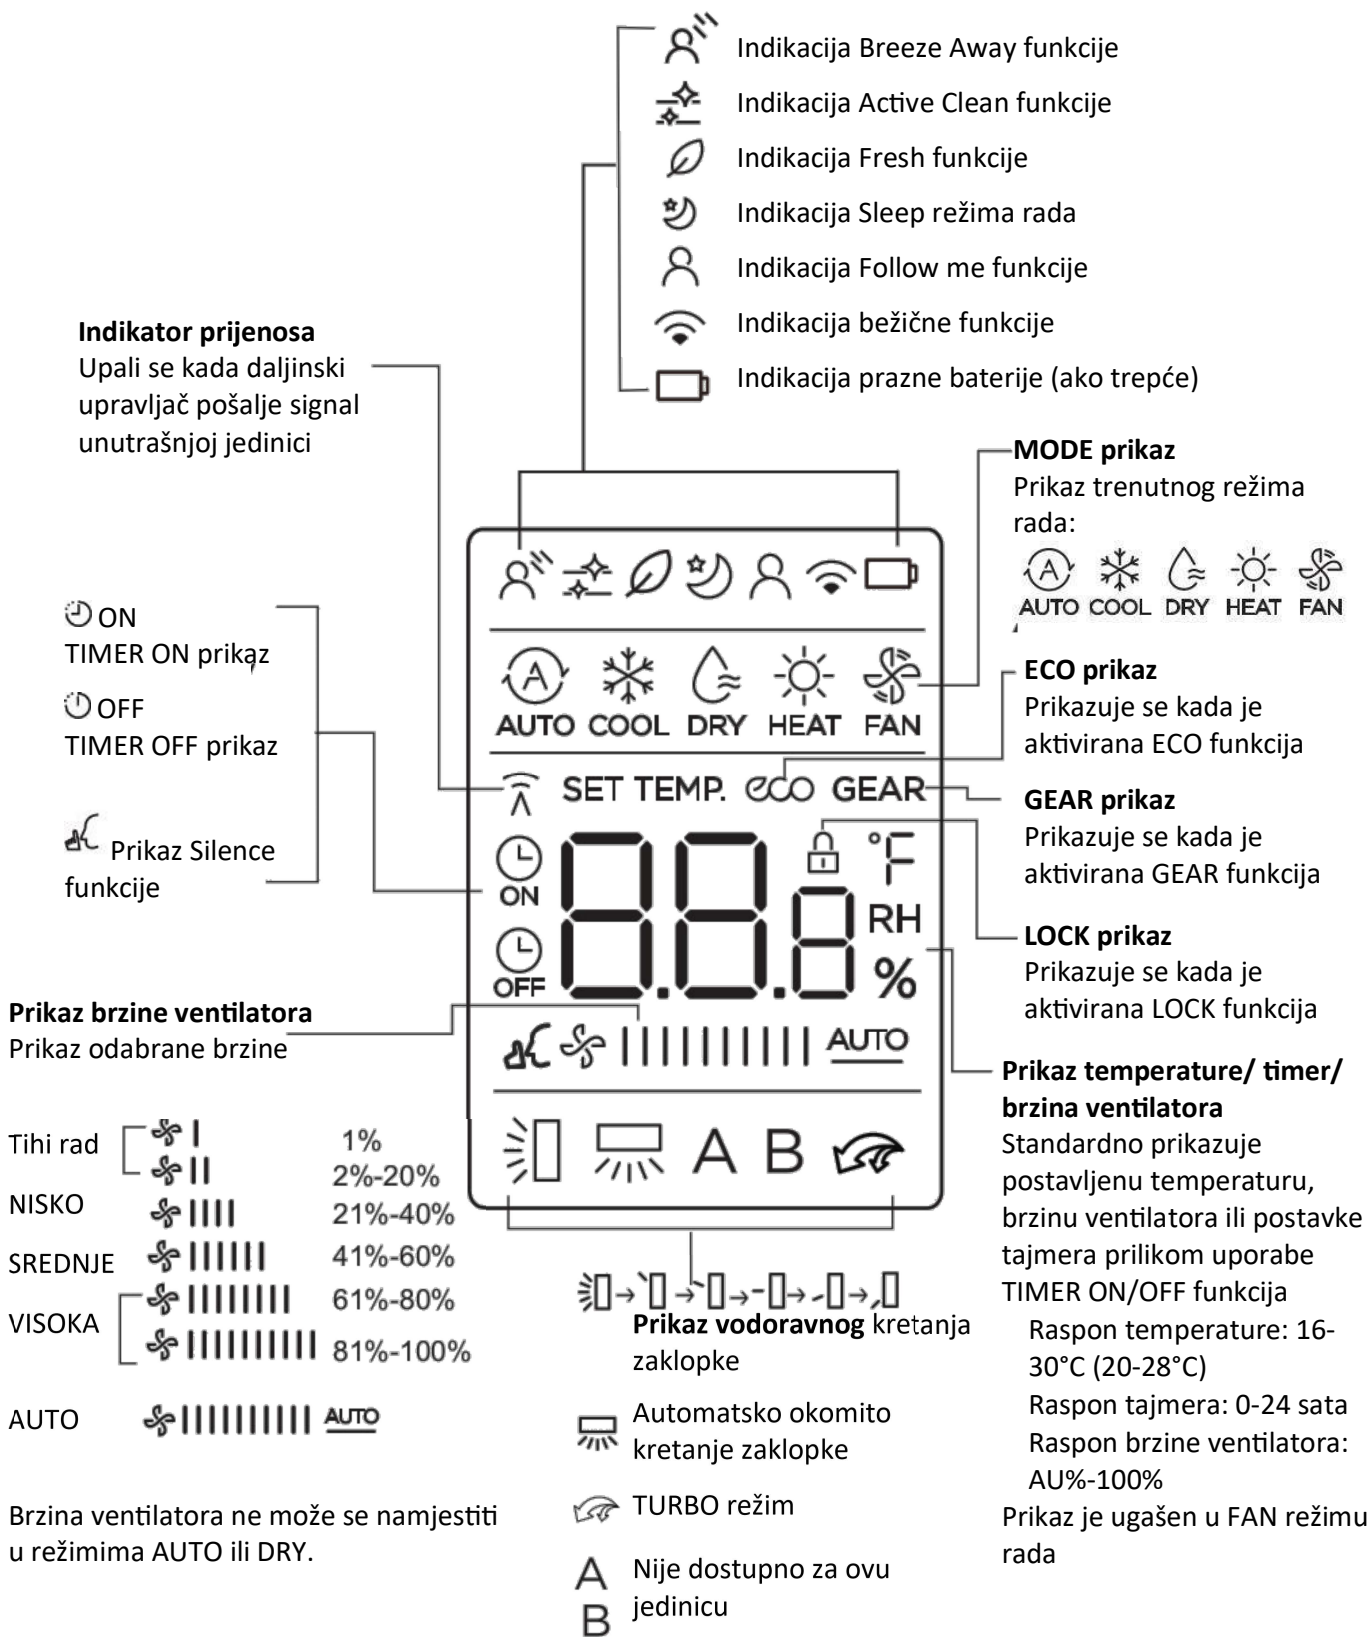 Indikacija Breeze Away funkcije
Indikacija Active Clean funkcije
Indikacija Fresh funkcije
Indikacija Sleep režima rada
Indikacija Follow me funkcije
Indikacija bežične funkcije
Indikacija prazne baterije (ako trepće)
Indikator prijenosa
Upali se kada daljinski
upravljač pošalje signal
unutrašnjoj jedinici
MODE prikaz
Prikaz trenutnog režima
rada:
A
AUTO COOL DRY HEAT FAN
ON
TIMER ON prikaz
OFF
TIMER OFF prikaz
Prikaz Silence
funkcije
A
AUTO COOL DRY HEAT FAN
SET TEMP. eco GEAR
ON
OFF
88.8
°F
RH
%
AUTO
A B
ECO prikaz
Prikazuje se kada je
aktivirana ECO funkcija
GEAR prikaz
Prikazuje se kada je
aktivirana GEAR funkcija
LOCK prikaz
Prikazuje se kada je
aktivirana LOCK funkcija
Prikaz brzine ventilatora
Prikaz odabrane brzine
Tihi rad 1%
2%-20%
NISKO 21%-40%
SREDNJE 41%-60%
VISOKA 61%-80%
81%-100%
AUTO AUTO
Brzina ventilatora ne može se namjestiti
u režimima AUTO ili DRY.
Prikaz vodoravnog kretanja
zaklopke
Automatsko okomito
kretanje zaklopke
TURBO režim
A Nije dostupno za ovu
B jedinicu
Prikaz temperature/ timer/
brzina ventilatora
Standardno prikazuje
postavljenu temperaturu,
brzinu ventilatora ili postavke
tajmera prilikom uporabe
TIMER ON/OFF funkcija
Raspon temperature: 16-
30°C (20-28°C)
Raspon tajmera: 0-24 sata
Raspon brzine ventilatora:
AU%-100%
Prikaz je ugašen u FAN režimu
rada